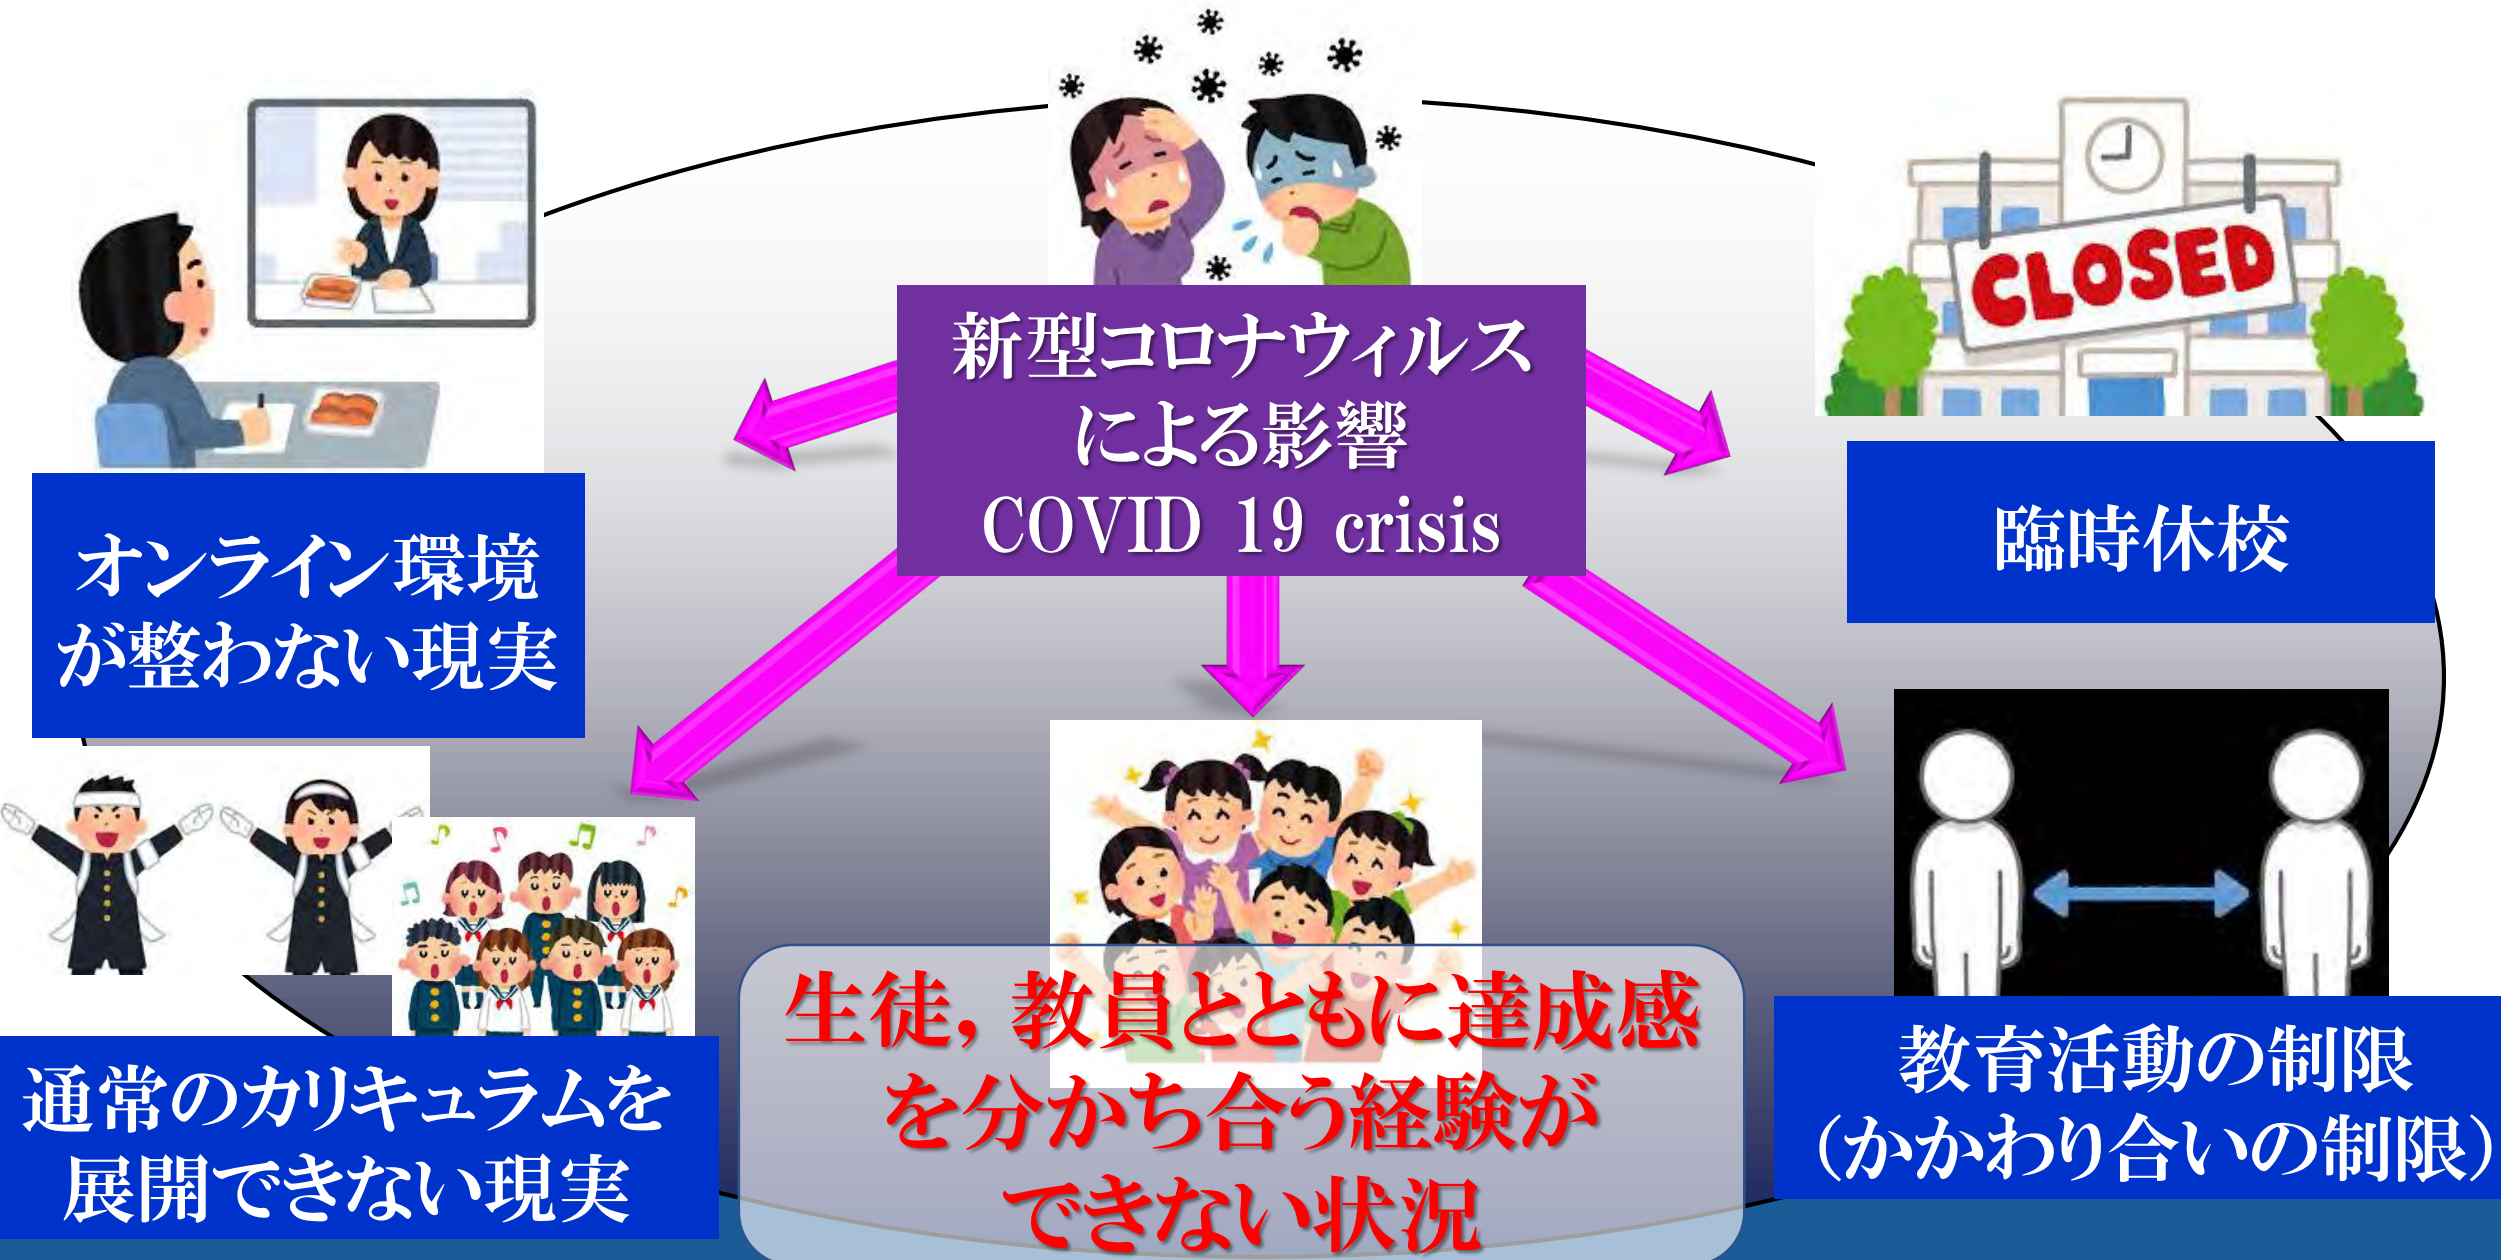 CLOSED
新型コロナウィルス
による影響
COVID 19 crisis
オンライン環境
が整わない現実
臨時休校
通常のカリキュラムを
展開できない現実
生徒，教員とともに達成感
を分かち合う経験が
できない状況
教育活動の制限
（かかわり合いの制限）